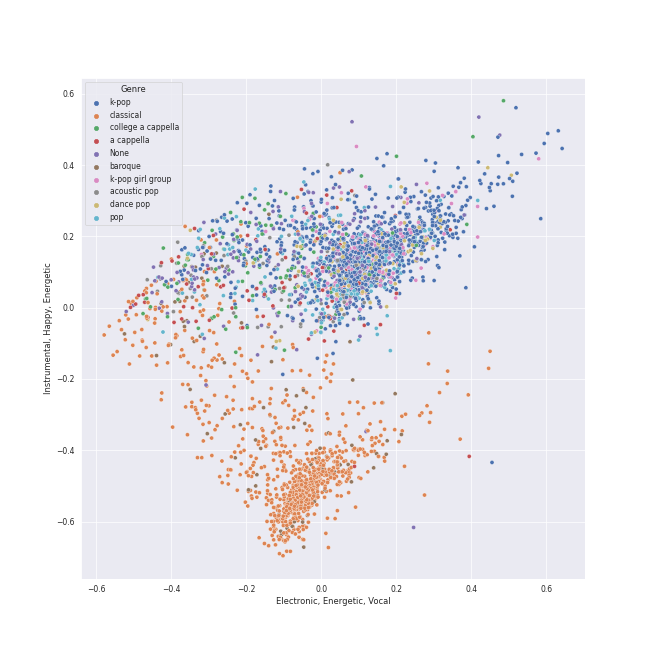 Genre
k-pop
classical
college a cappella
a cappella
None
baroque
k-pop girl group
acoustic pop
dance pop
pop
0.6
0.4
0.2
0.0
−0.2
−0.4
−0.6
Instrumental, Happy, Energetic
−0.6 −0.4 −0.2 0.0 0.2 0.4 0.6
Electronic, Energetic, Vocal